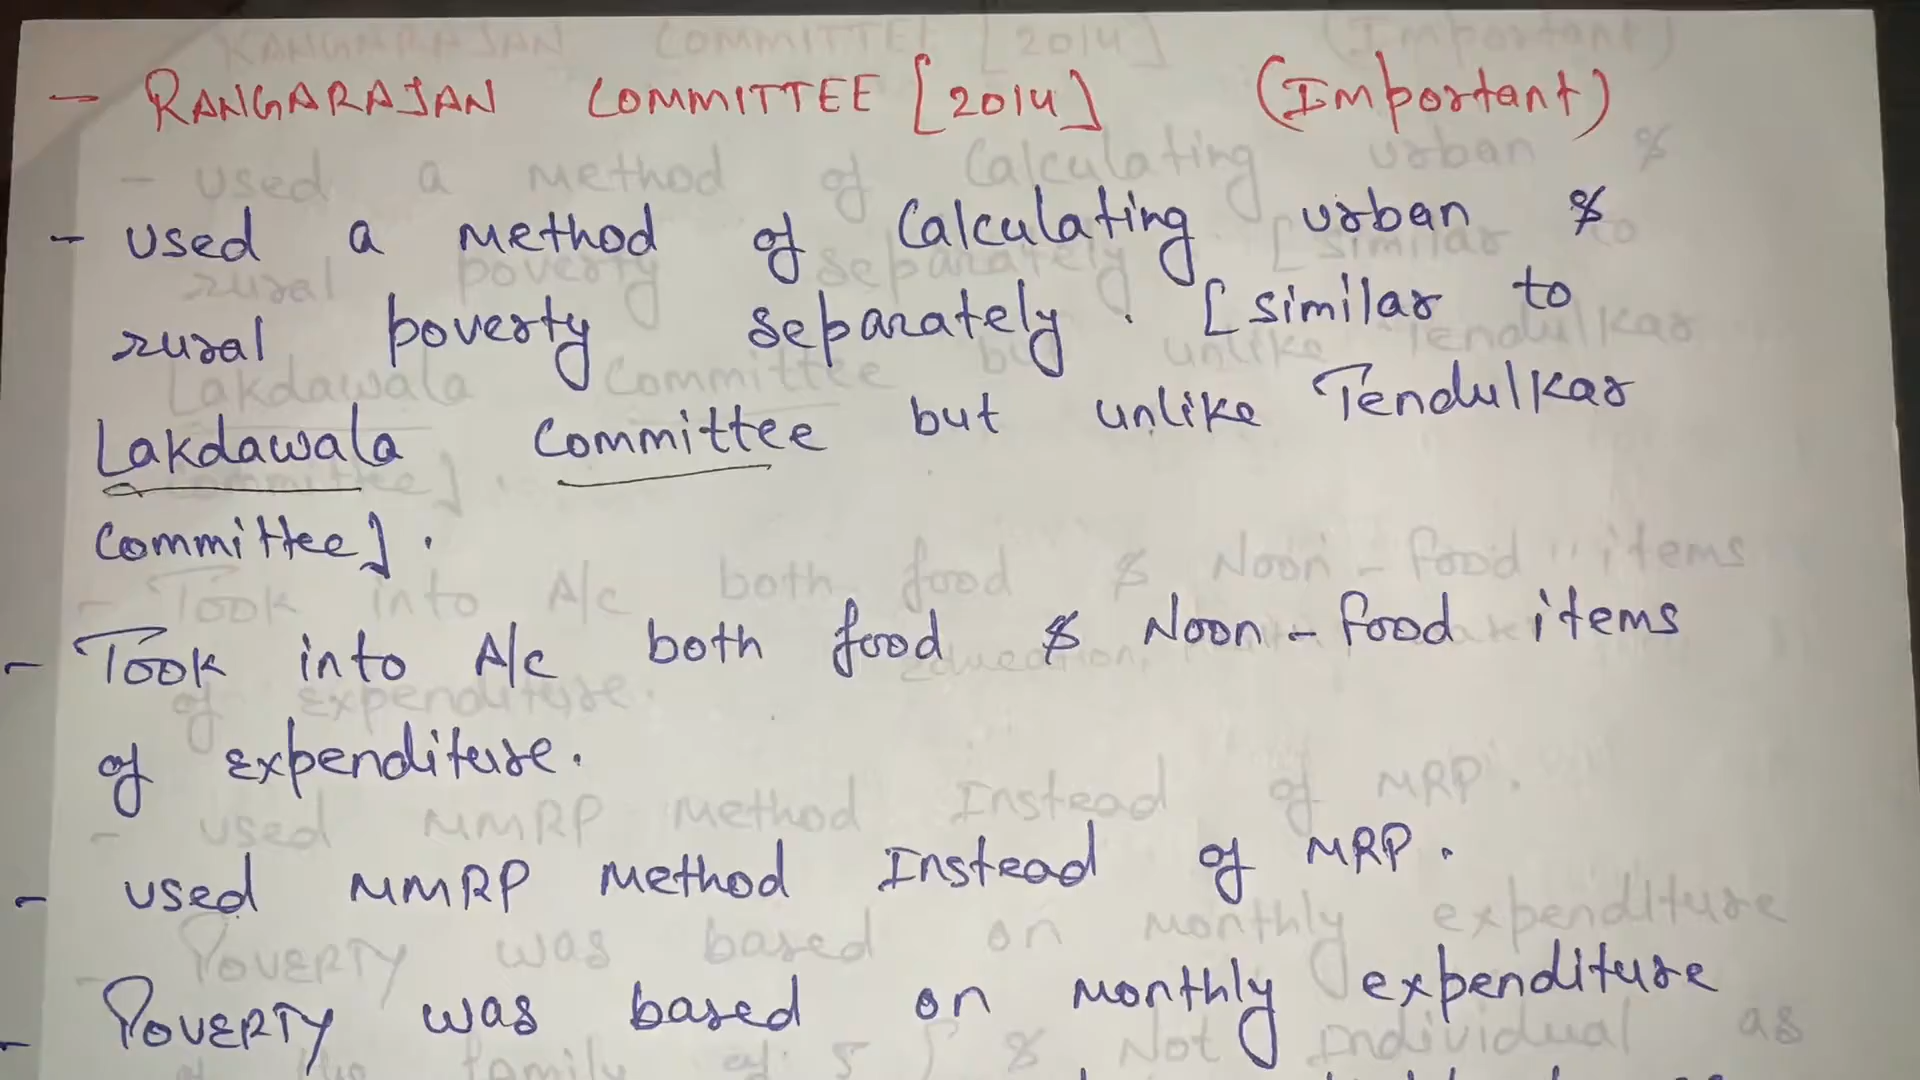 - RANGARAJAN COMMITTEE [2014] (Important)
- used a method of Calculating urban &
rural poverty separately. [similar to
Lakdawala Committee but unlike Tendulkar
Committee].
- Took into A/c both food & Noon-food items
of expenditure.
- used MMRP Method Instead of MRP.
- POVERTY was based on monthly expenditure